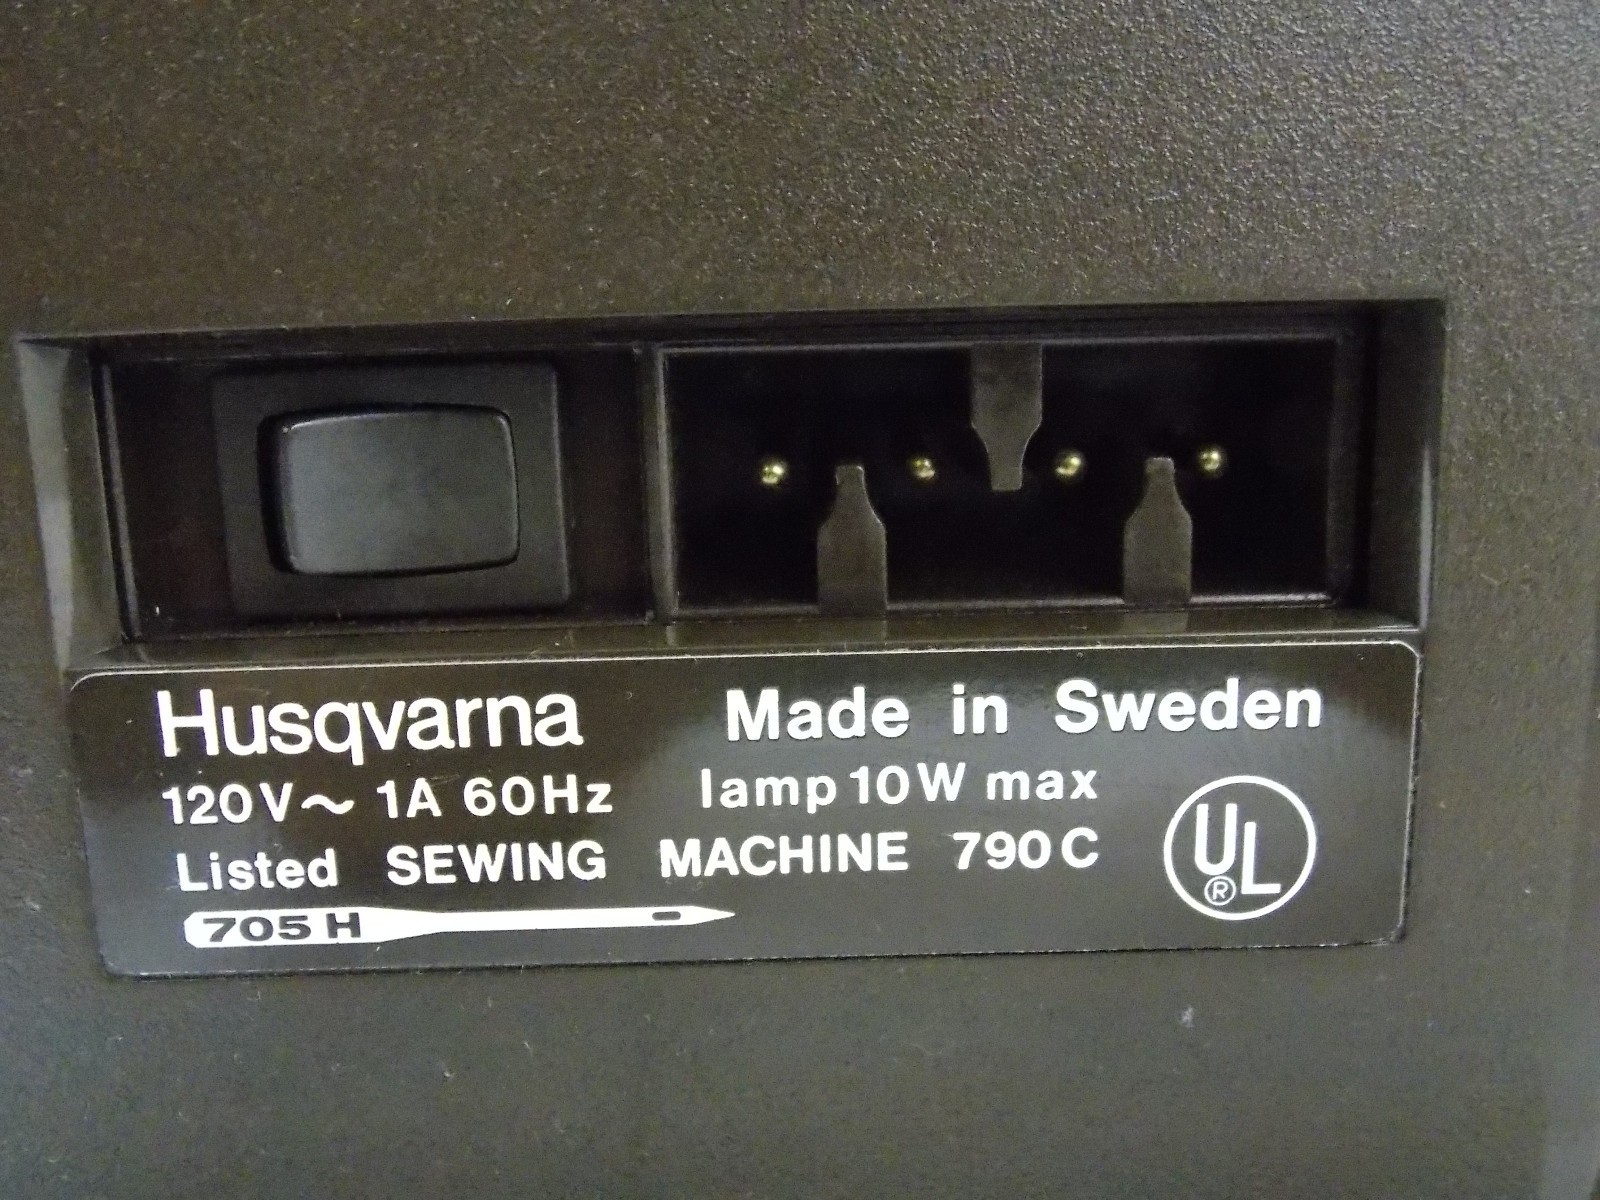 Husqvarna Made in Sweden
120V~ 1A 60Hz lamp 10W max
Listed SEWING MACHINE 790C
UL®
705 H